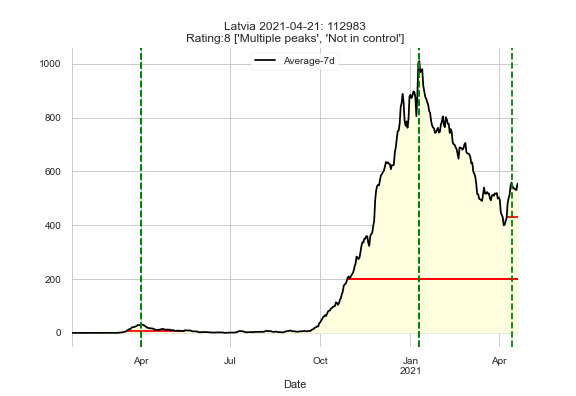 Latvia 2021-04-21: 112983
Rating:8 ['Multiple peaks', 'Not in control']
Average-7d
1000
800
600
400
200
0
Apr
Jul
Oct
Jan
2021
Apr
Date